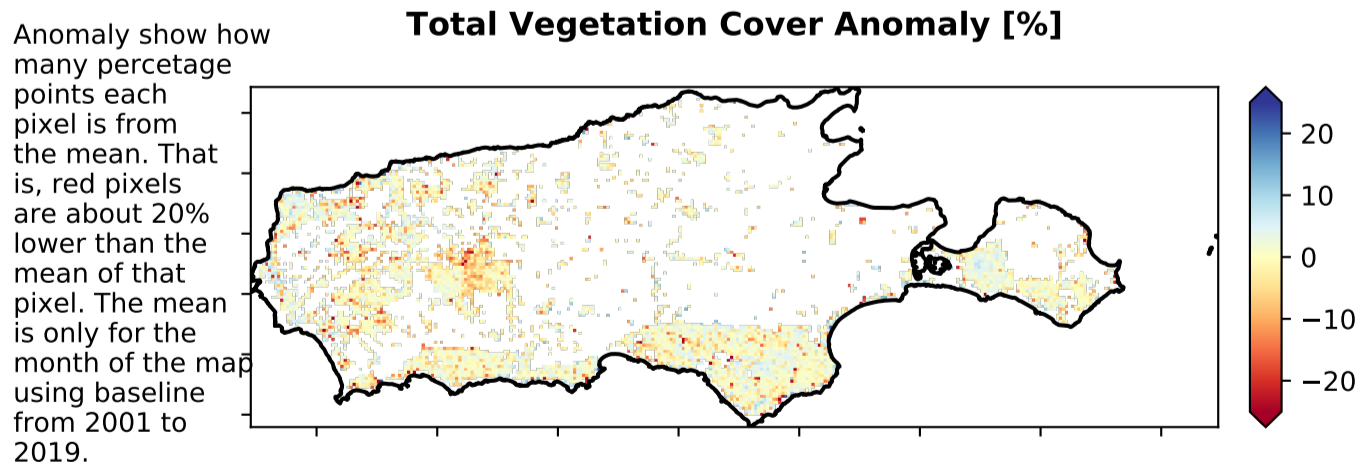 Total Vegetation Cover Anomaly [%]
Anomaly show how
many percetage
points each
pixel is from
the mean. That
is, red pixels
are about 20%
lower than the
mean of that
pixel. The mean
is only for the
month of the map
using baseline
from 2001 to
2019.
20
10
0
−10
−20